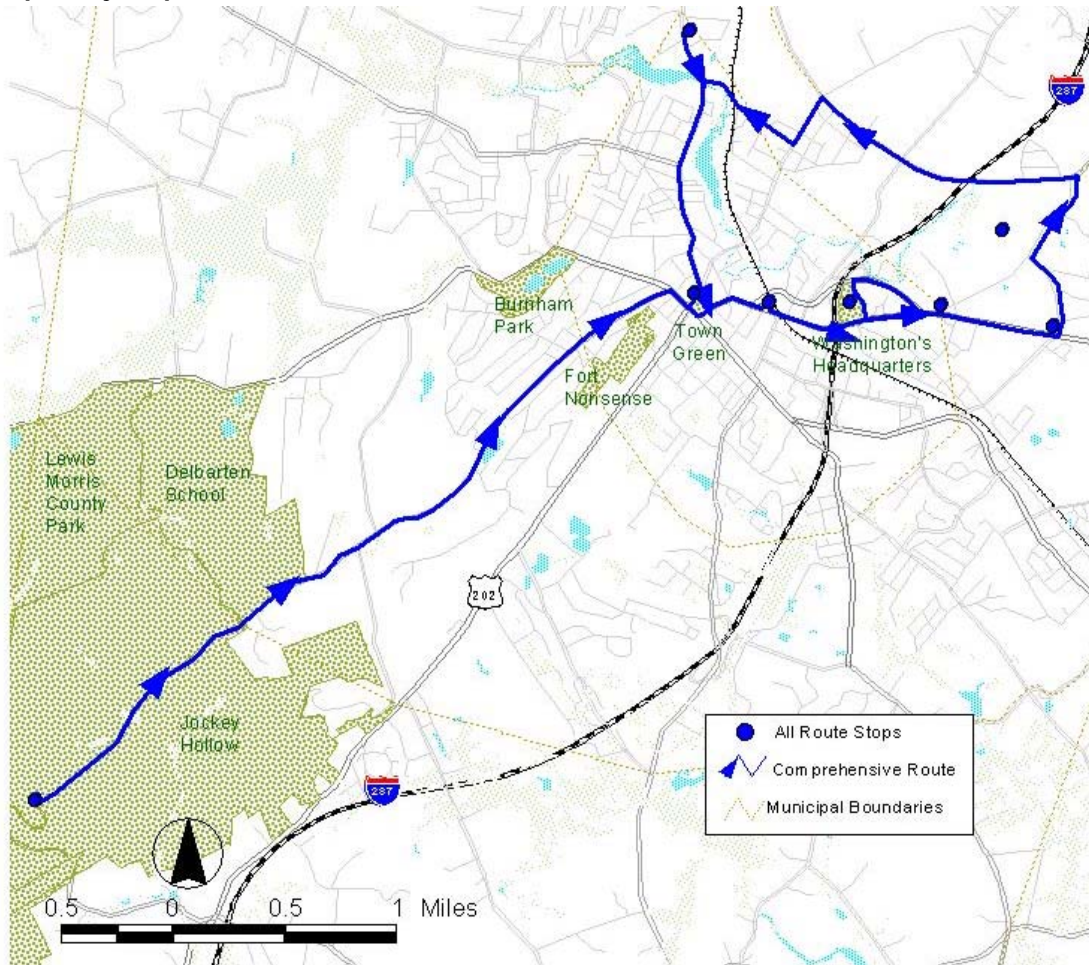 287
Burnham
Park
Town
Green
Washington's
Headquarters
Fort
Nonsense
Lewis
Morris
County
Park
Delbarten
School
202
Jockey
Hollow
287
All Route Stops
Comprehensive Route
Municipal Boundaries
0.5 0 0.5 1 Miles